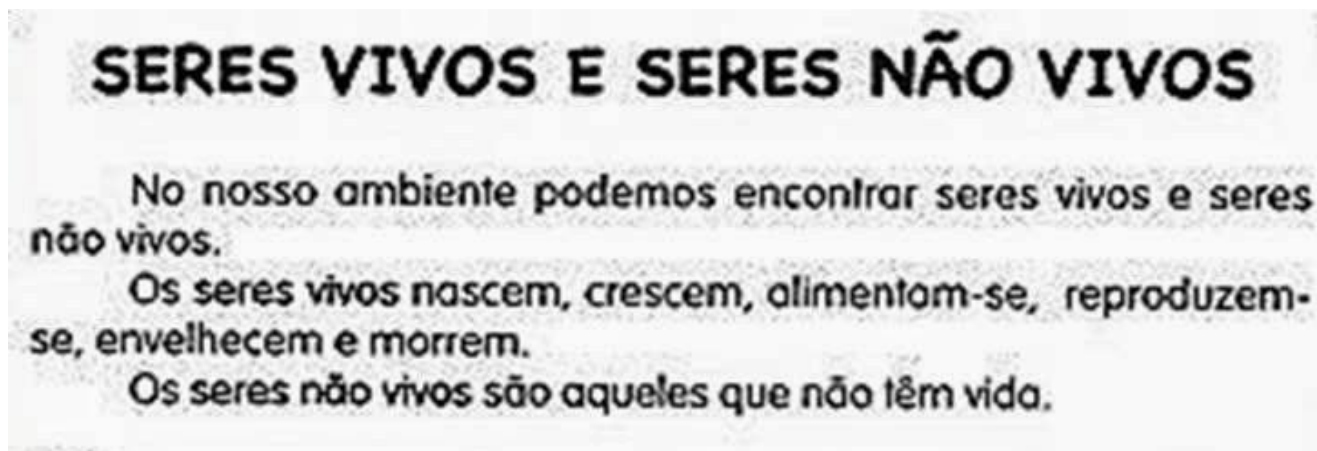 SERES VIVOS E SERES NÃO VIVOS
No nosso ambiente podemos encontrar seres vivos e seres
não vivos.
Os seres vivos nascem, crescem, alimentam-se, reproduzem-
se, envelhecem e morrem.
Os seres não vivos são aqueles que não têm vida.